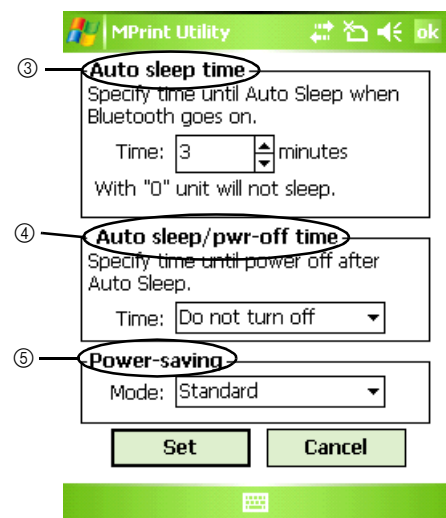 MPrint Utility ok
③ Auto sleep time
Specify time until Auto Sleep when
Bluetooth goes on.
Time: 3 minutes
With "0" unit will not sleep.
④ Auto sleep/pwr-off time
Specify time until power off after
Auto Sleep.
Time: Do not turn off
⑤ Power-saving
Mode: Standard
Set Cancel